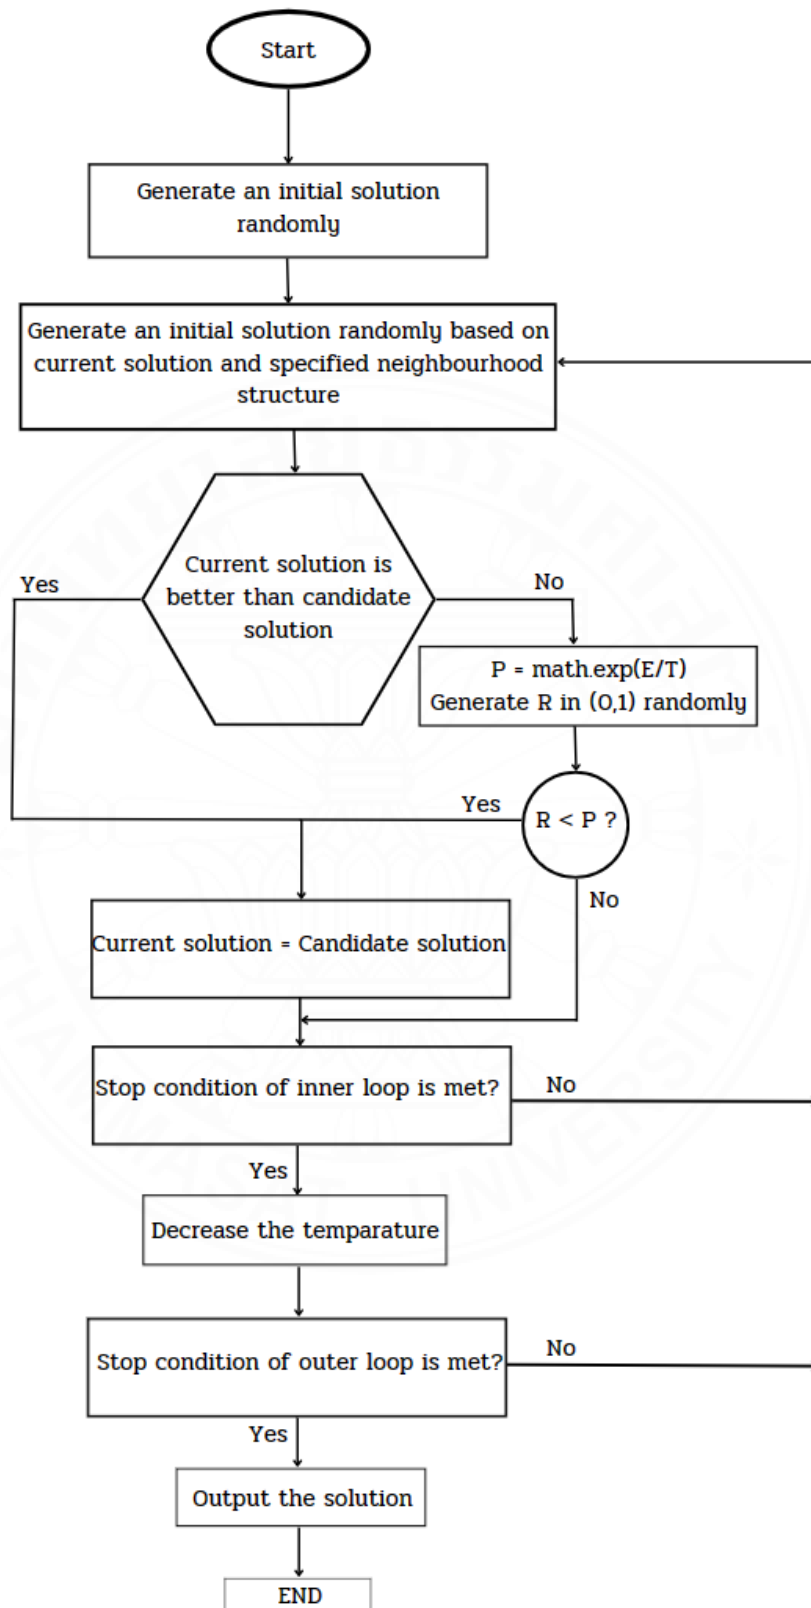 Start
Generate an initial solution
randomly
Generate an initial solution randomly based on
current solution and specified neighbourhood
structure
Current solution is
better than candidate
solution
Yes
No
P = math.exp(E/T)
Generate R in (0,1) randomly
Yes
R < P ?
No
Current solution = Candidate solution
Stop condition of inner loop is met?
No
Yes
Decrease the temparature
Stop condition of outer loop is met?
No
Yes
Output the solution
END
THAMMASAT UNIVERSITY